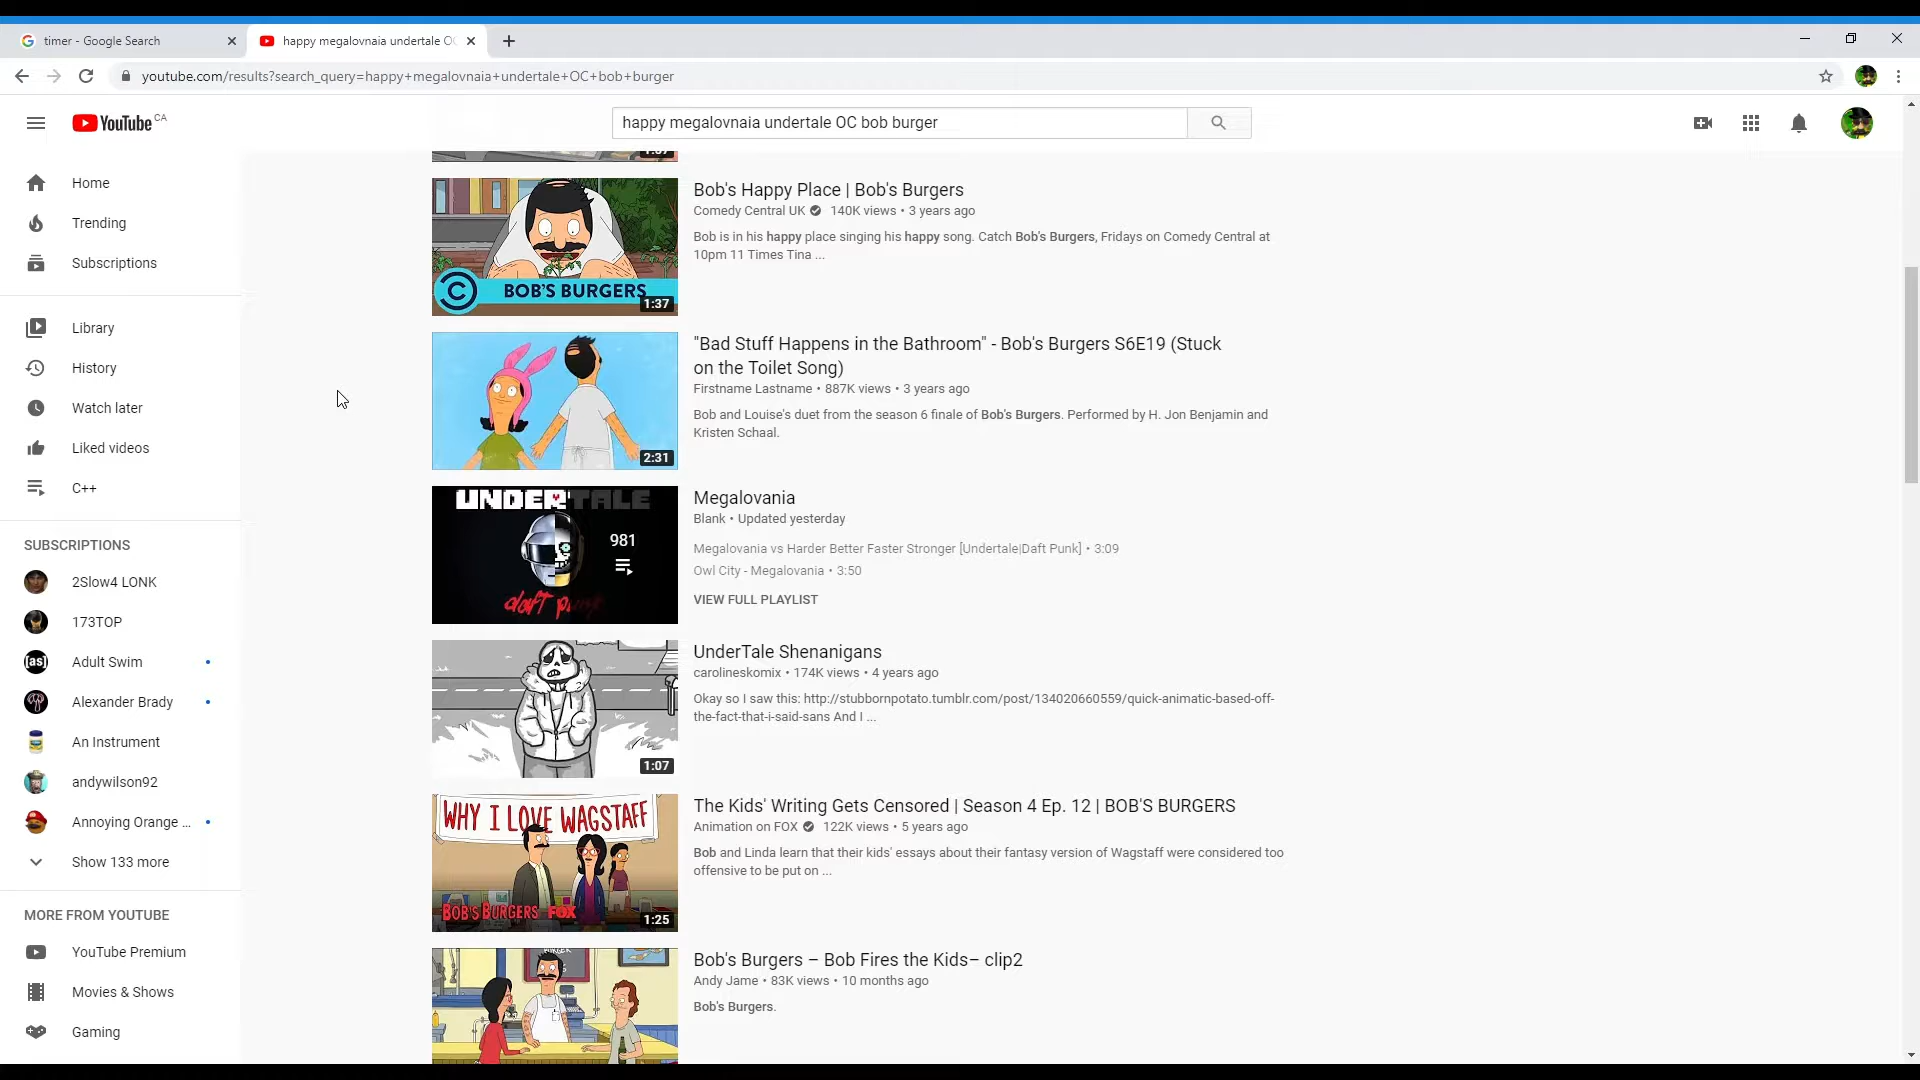 timer - Google Search
happy megalovnaia undertale O
youtube.com/results?search_query=happy+megalovnaia+undertale+OC+bob+burger
YouTube CA
happy megalovnaia undertale OC bob burger
Home
Trending
Subscriptions
Library
History
Watch later
Liked videos
C++
SUBSCRIPTIONS
2Slow4 LONK
173TOP
[as] Adult Swim
Alexander Brady
An Instrument
andywilson92
Annoying Orange ...
Show 133 more
MORE FROM YOUTUBE
YouTube Premium
Movies & Shows
Gaming
BOB'S BURGERS
1:37
Bob's Happy Place | Bob's Burgers
Comedy Central UK 140K views • 3 years ago
Bob is in his happy place singing his happy song. Catch Bob's Burgers, Fridays on Comedy Central at
10pm 11 Times Tina ...
2:31
"Bad Stuff Happens in the Bathroom" - Bob's Burgers S6E19 (Stuck
on the Toilet Song)
Firstname Lastname • 887K views • 3 years ago
Bob and Louise's duet from the season 6 finale of Bob's Burgers. Performed by H. Jon Benjamin and
Kristen Schaal.
UNDERTALE
981
daft p
Megalovania
Blank • Updated yesterday
Megalovania vs Harder Better Faster Stronger [Undertale|Daft Punk] • 3:09
Owl City - Megalovania • 3:50
VIEW FULL PLAYLIST
1:07
UnderTale Shenanigans
carolineskomix • 174K views • 4 years ago
Okay so I saw this: http://stubbornpotato.tumblr.com/post/134020660559/quick-animatic-based-off-
the-fact-that-i-said-sans And I ...
WHY I LOVE WAGSTAFF
BOB'S BURGERS FOX
1:25
The Kids' Writing Gets Censored | Season 4 Ep. 12 | BOB'S BURGERS
Animation on FOX 122K views • 5 years ago
Bob and Linda learn that their kids' essays about their fantasy version of Wagstaff were considered too
offensive to be put on ...
Bob's Burgers – Bob Fires the Kids– clip2
Andy Jame • 83K views • 10 months ago
Bob's Burgers.